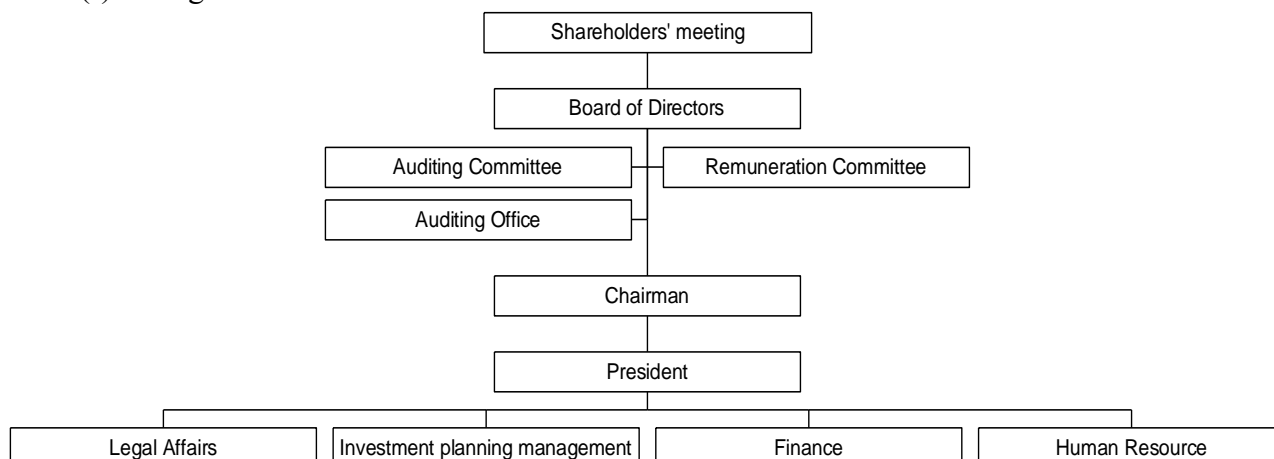 Shareholders' meeting
Board of Directors
Auditing Committee
Remuneration Committee
Auditing Office
Chairman
President
Legal Affairs
Investment planning management
Finance
Human Resource